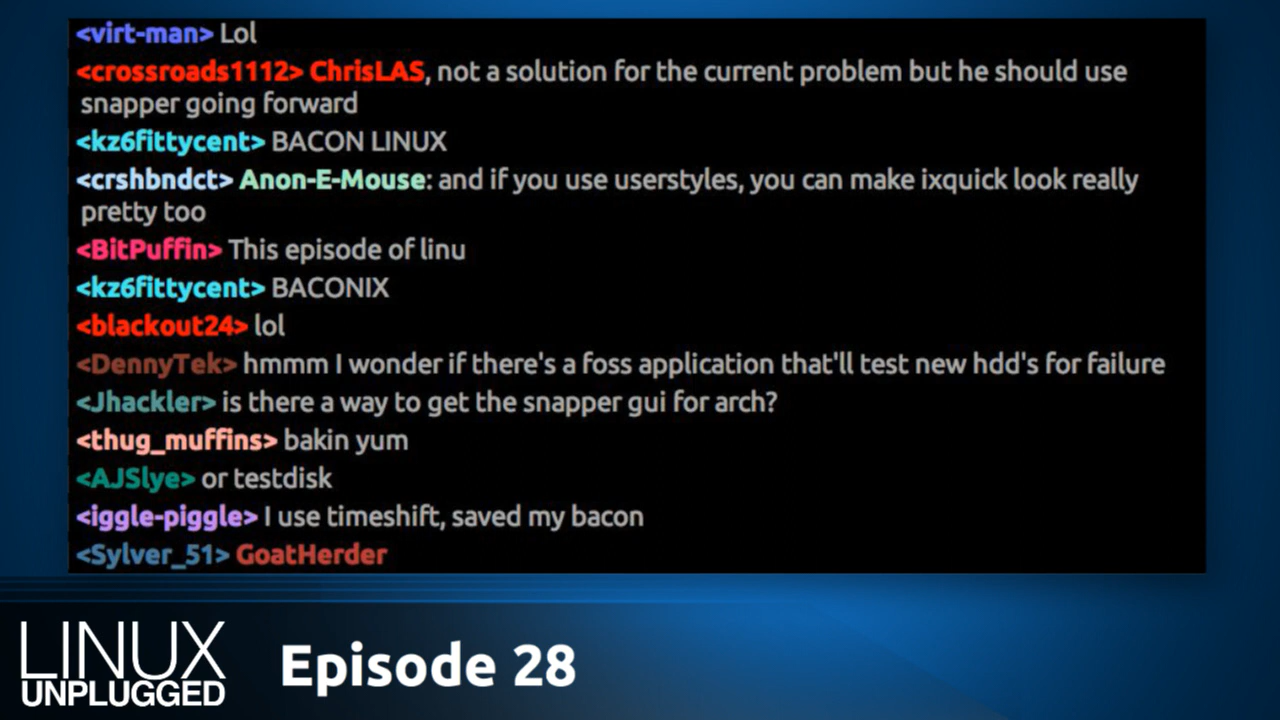 <virt-man> Lol
<crossroads1112> ChrisLAS, not a solution for the current problem but he should use
snapper going forward
<kz6fittycent> BACON LINUX
<crshbndct> Anon-E-Mouse: and if you use userstyles, you can make ixquick look really
pretty too
<BitPuffin> This episode of linu
<kz6fittycent> BACONIX
<blackout24> lol
<DennyTek> hmmm I wonder if there's a foss application that'll test new hdd's for failure
<Jhackler> is there a way to get the snapper gui for arch?
<thug_muffins> bakin yum
<AJSlye> or testdisk
<iggle-piggle> I use timeshift, saved my bacon
<Sylver_51> GoatHerder
LINUX
UNPLUGGED
Episode 28